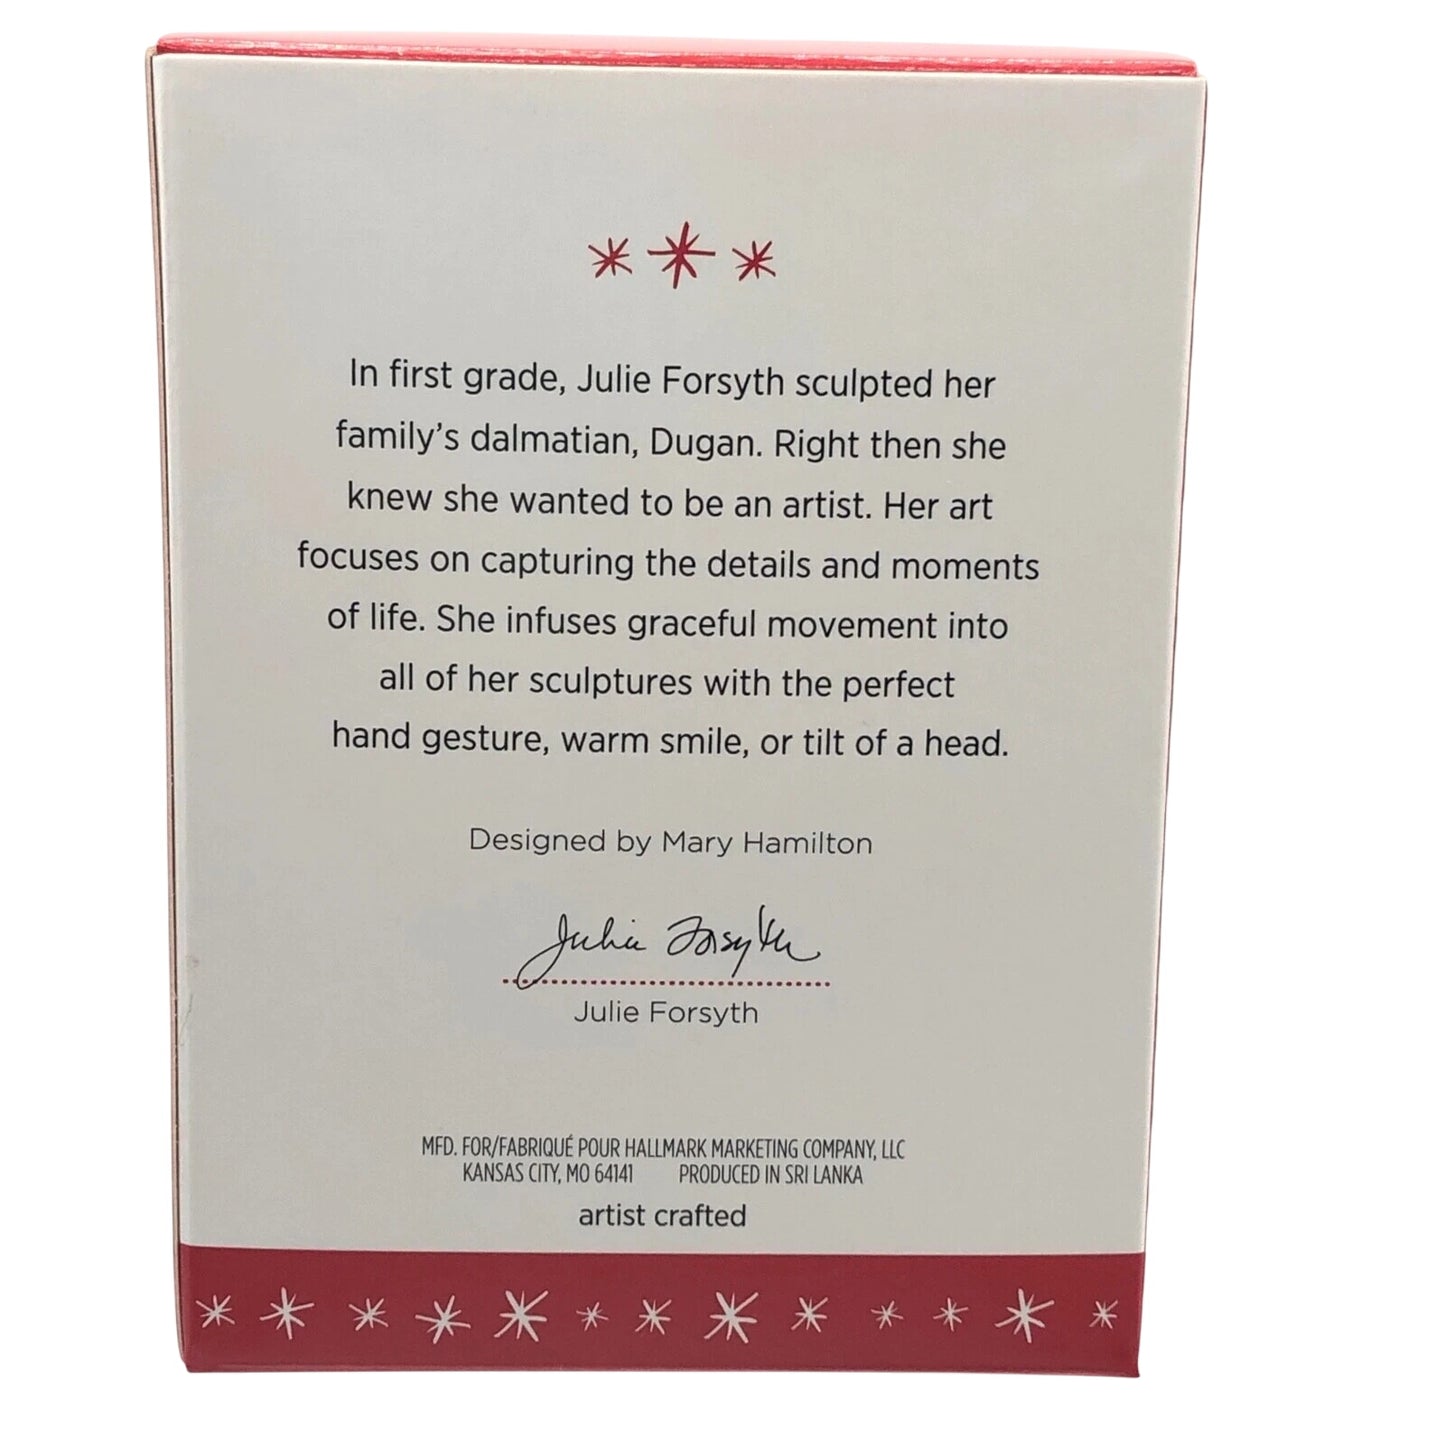 In first grade, Julie Forsyth sculpted her
family's dalmatian, Dugan. Right then she
knew she wanted to be an artist. Her art
focuses on capturing the details and moments
of life. She infuses graceful movement into
all of her sculptures with the perfect
hand gesture, warm smile, or tilt of a head.
Designed by Mary Hamilton
Julie Forsyth
Julie Forsyth
MFD. FOR/FABRIQUÉ POUR HALLMARK MARKETING COMPANY, LLC
KANSAS CITY, MO 64141 PRODUCED IN SRI LANKA
artist crafted